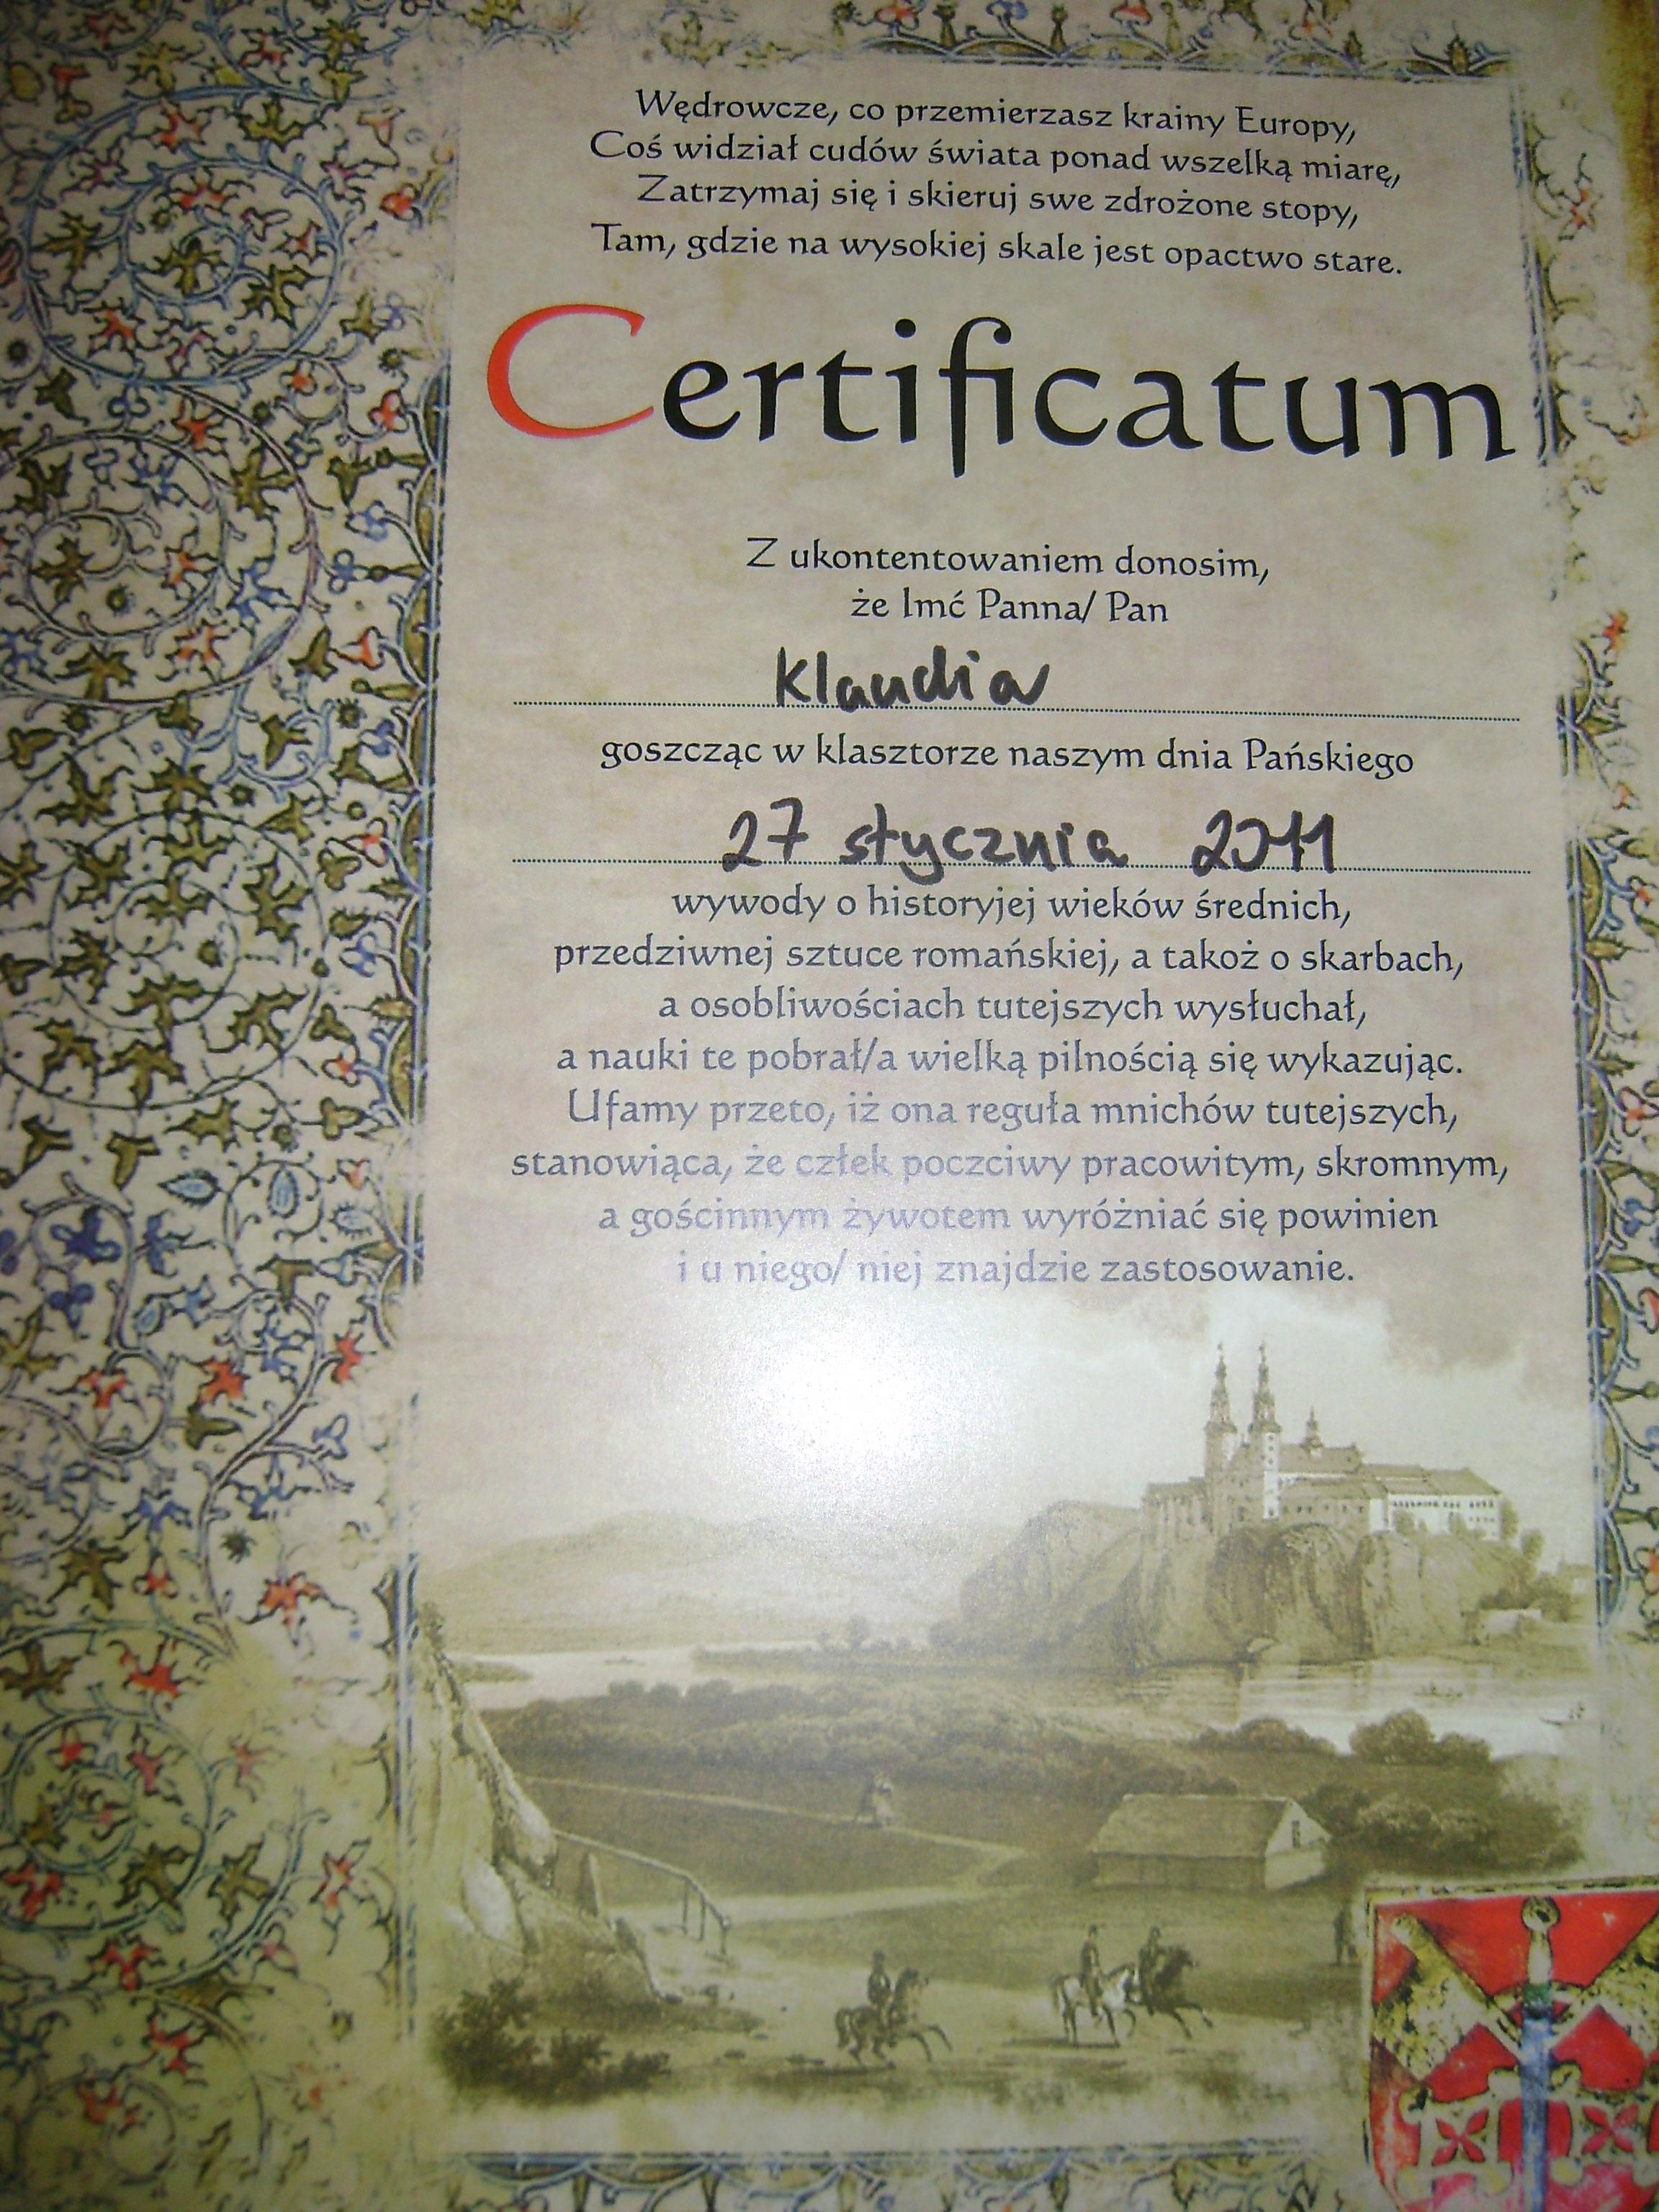 Wędrowcze, co przemierzasz krainy Europy,
Coś widział cudów świata ponad wszelką miarę,
Zatrzymaj się i skieruj swe zdrożone stopy,
Tam, gdzie na wysokiej skale jest opactwo stare.
Certificatum
Z ukontentowaniem donosim,
że Imć Panna/ Pan
Klaudia
goszcząc w klasztorze naszym dnia Pańskiego
27 stycznia 2011
wywody o historyjej wieków średnich,
przedziwnej sztuce romańskiej, a takoż o skarbach,
a osobliwościach tutejszych wysłuchał,
a nauki te pobrał/a wielką pilnością się wykazując.
Ufamy przeto, iż ona reguła mnichów tutejszych,
stanowiąca, że człek poczciwy pracowitym, skromnym,
a gościnnym żywotem wyróżniać się powinien
i u niego/ niej znajdzie zastosowanie.